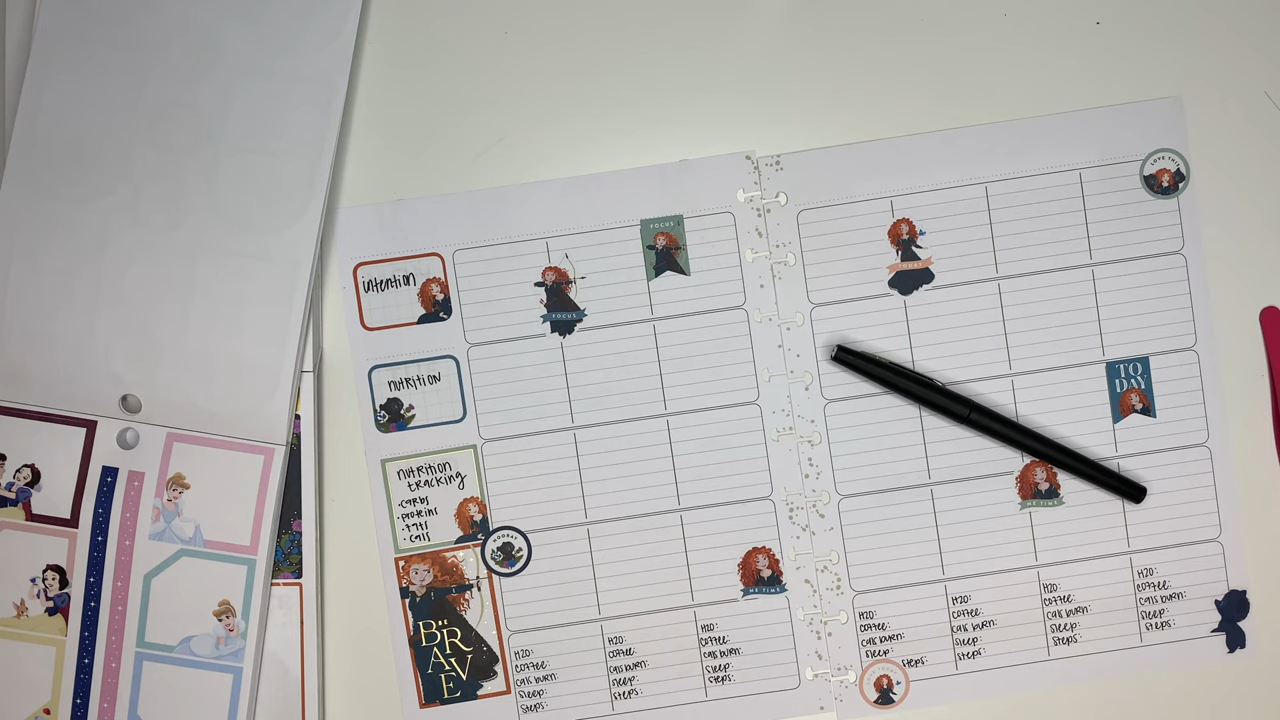 intention
FOCUS
FOCUS
nutrition
nutrition
tracking
•carbs
•proteins
•fats
•cals
HOORAY
BRAVE
ME TIME
H2O:
coffee:
cals burn:
sleep:
steps:
H2O:
coffee:
cals burn:
sleep:
steps:
H2O:
coffee:
cals burn:
sleep:
steps:
LOVE THIS
TODAY
TO
DAY
ME TIME
H2O:
coffee:
cals burn:
sleep:
steps:
H2O:
coffee:
cals burn:
sleep:
steps:
H2O:
coffee:
cals burn:
sleep:
steps:
H2O:
coffee:
cals burn:
sleep:
steps:
TODAY